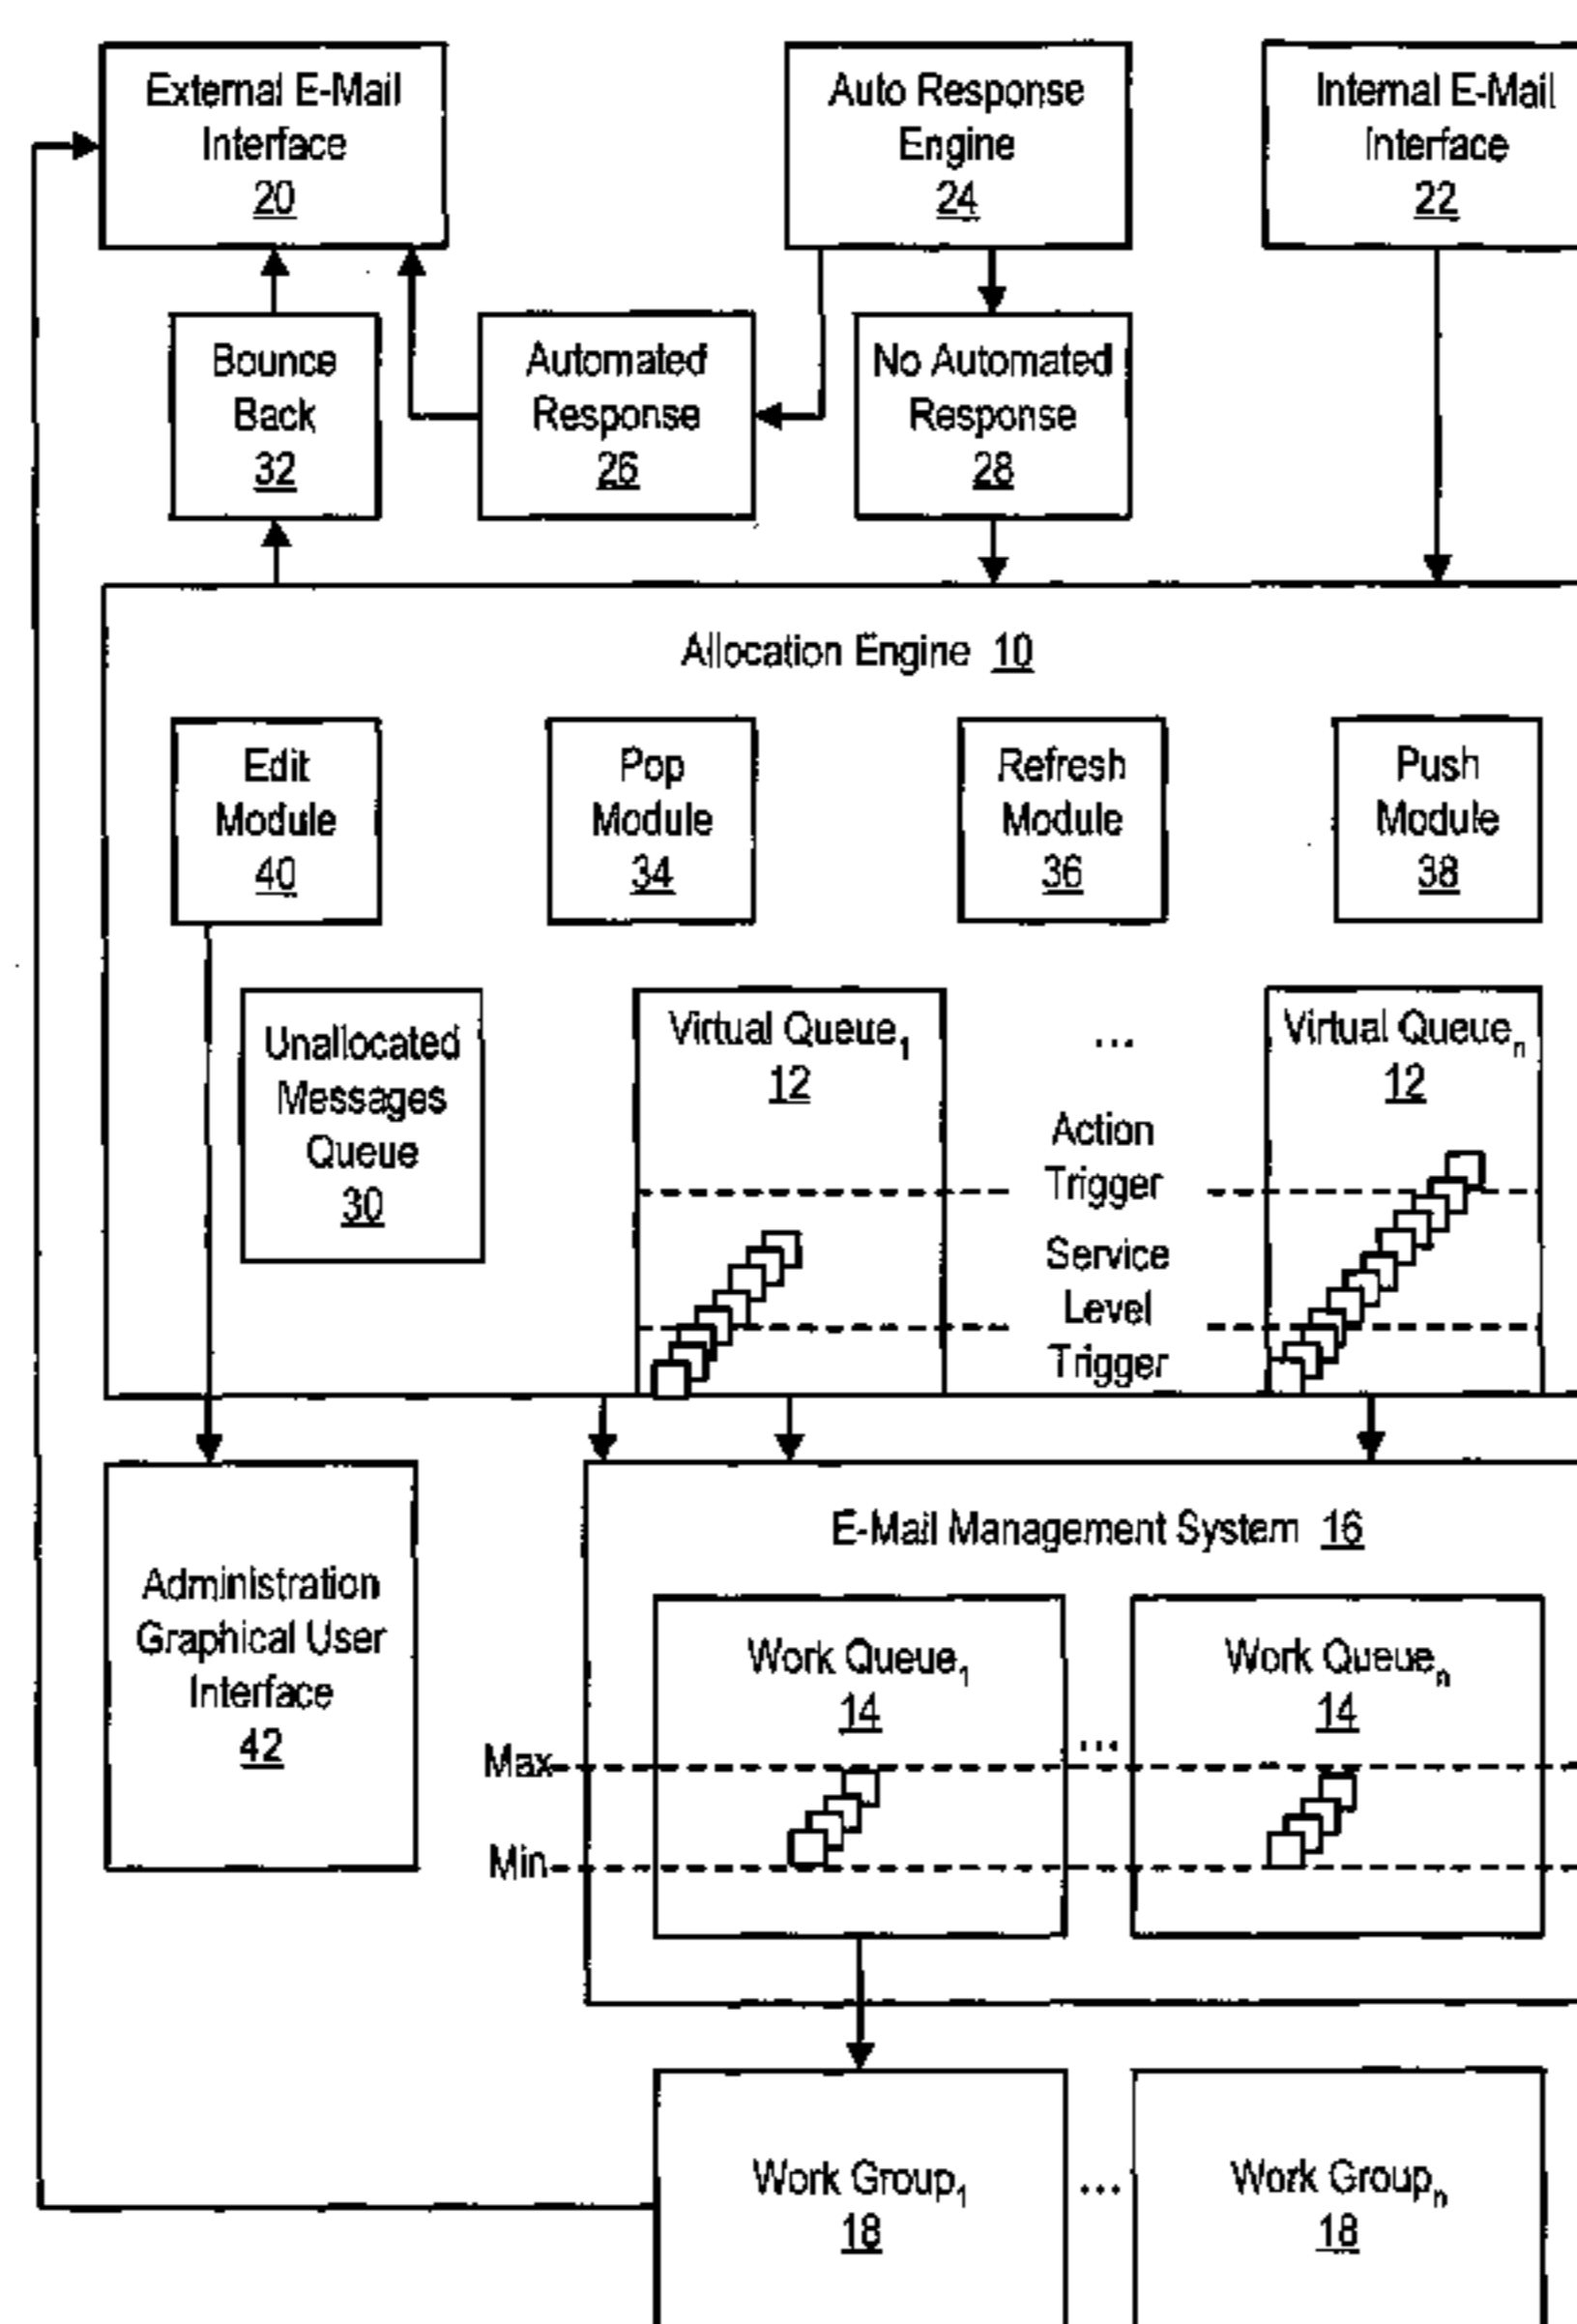 External E-Mail
Interface
20
Auto Response
Engine
24
Internal E-Mail
Interface
22
Bounce
Back
32
Automated
Response
26
No Automated
Response
28
Allocation Engine 10
Edit
Module
40
Pop
Module
34
Refresh
Module
36
Push
Module
38
Unallocated
Messages
Queue
30
Virtual Queue1
12
...
Virtual Queuen
12
Action
Trigger
Service
Level
Trigger
Administration
Graphical User
Interface
42
E-Mail Management System 16
Work Queue1
14
...
Work Queuen
14
Max
Min
Work Group1
18
...
Work Groupn
18